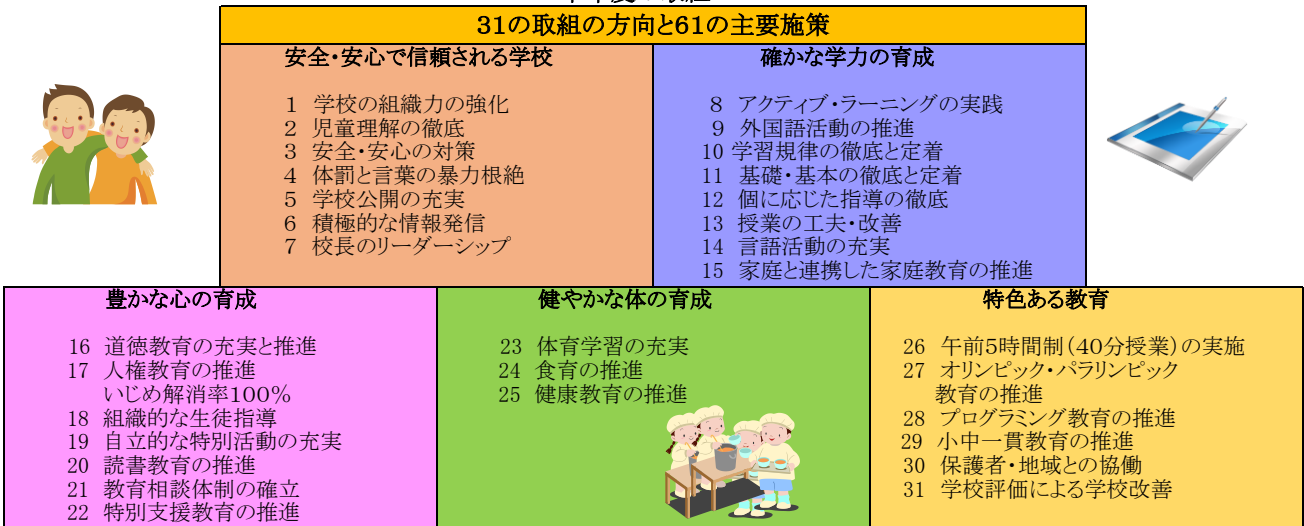 31の取組の方向と61の主要施策
安全・安心で信頼される学校
1 学校の組織力の強化
2 児童理解の徹底
3 安全・安心の対策
4 体罰と言葉の暴力根絶
5 学校公開の充実
6 積極的な情報発信
7 校長のリーダーシップ
確かな学力の育成
8 アクティブ・ラーニングの実践
9 外国語活動の推進
10 学習規律の徹底と定着
11 基礎・基本の徹底と定着
12 個に応じた指導の徹底
13 授業の工夫・改善
14 言語活動の充実
15 家庭と連携した家庭教育の推進
豊かな心の育成
16 道徳教育の充実と推進
17 人権教育の推進
いじめ解消率100%
18 組織的な生徒指導
19 自立的な特別活動の充実
20 読書教育の推進
21 教育相談体制の確立
22 特別支援教育の推進
健やかな体の育成
23 体育学習の充実
24 食育の推進
25 健康教育の推進
特色ある教育
26 午前5時間制(40分授業)の実施
27 オリンピック・パラリンピック
教育の推進
28 プログラミング教育の推進
29 小中一貫教育の推進
30 保護者・地域との協働
31 学校評価による学校改善